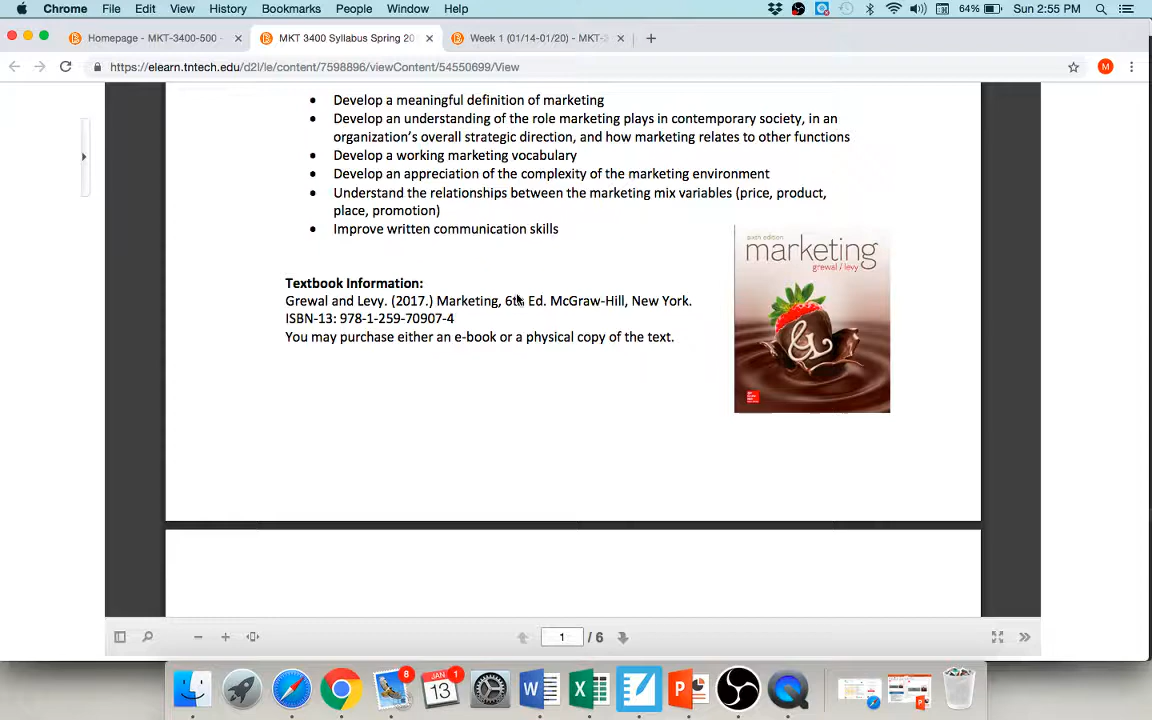 Chrome File Edit View History Bookmarks People Window Help 64% Sun 2:55 PM
Homepage - MKT-3400-500 -
MKT 3400 Syllabus Spring 20
Week 1 (01/14-01/20) - MKT-3
https://elearn.tntech.edu/d2l/le/content/7598896/viewContent/54550699/View
M
• Develop a meaningful definition of marketing
• Develop an understanding of the role marketing plays in contemporary society, in an
organization's overall strategic direction, and how marketing relates to other functions
• Develop a working marketing vocabulary
• Develop an appreciation of the complexity of the marketing environment
• Understand the relationships between the marketing mix variables (price, product,
place, promotion)
• Improve written communication skills
sixth edition
marketing
grewal / levy
&
Textbook Information:
Grewal and Levy. (2017.) Marketing, 6th Ed. McGraw-Hill, New York.
ISBN-13: 978-1-259-70907-4
You may purchase either an e-book or a physical copy of the text.
1 / 6
6
JAN
13
1
W
X
P